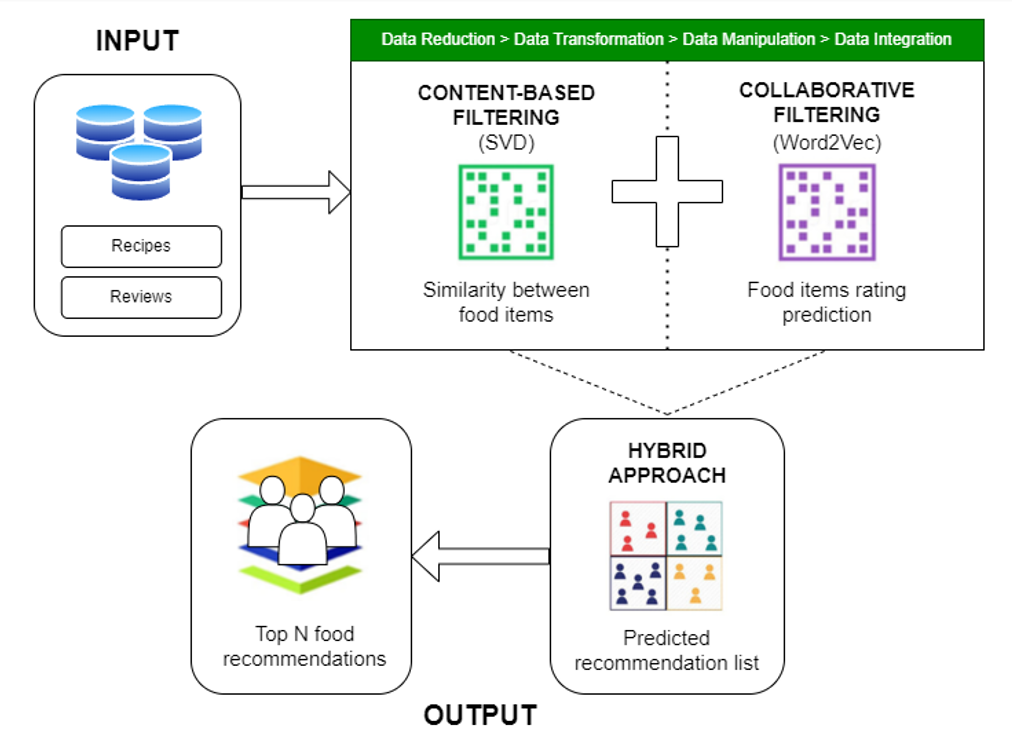 INPUT
Recipes
Reviews
Data Reduction > Data Transformation > Data Manipulation > Data Integration
CONTENT-BASED
FILTERING
(SVD)
Similarity between
food items
COLLABORATIVE
FILTERING
(Word2Vec)
Food items rating
prediction
HYBRID
APPROACH
Predicted
recommendation list
Top N food
recommendations
OUTPUT